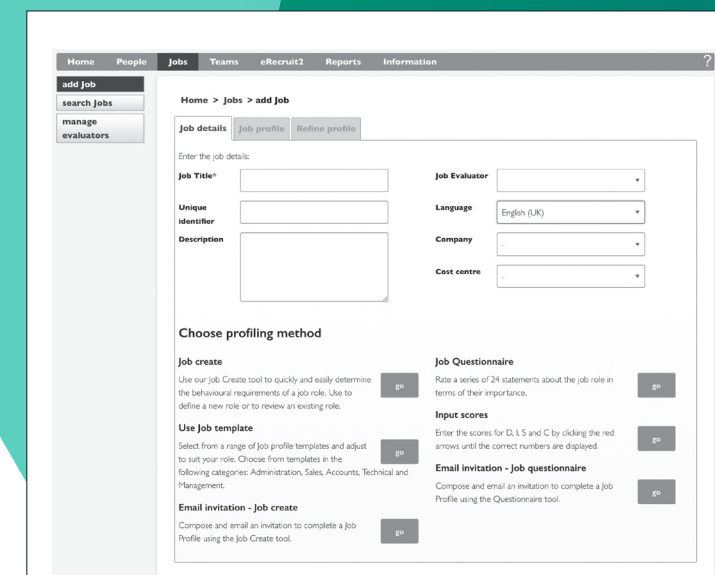 Home People Jobs Teams eRecruit2 Reports Information ?
add Job
search Jobs
manage
evaluators
Home > Jobs > add Job
Job details Job profile Refine profile
Enter the job details:
Job Title*
Unique
identifier
Description
Job Evaluator
Language English (UK)
Company -
Cost centre -
Choose profiling method
Job create
Use our Job Create tool to quickly and easily determine
the behavioural requirements of a job role. Use to
define a new role or to review an existing role.
go
Use Job template
Select from a range of Job profile templates and adjust
to suit your role. Choose from templates in the
following categories: Administration, Sales, Accounts, Technical and
Management.
go
Email invitation - Job create
Compose and email an invitation to complete a Job
Profile using the Job Create tool.
go
Job Questionnaire
Rate a series of 24 statements about the job role in
terms of their importance.
go
Input scores
Enter the scores for D, I, S and C by clicking the red
arrows until the correct numbers are displayed.
go
Email invitation - Job questionnaire
Compose and email an invitation to complete a Job
Profile using the Questionnaire tool.
go